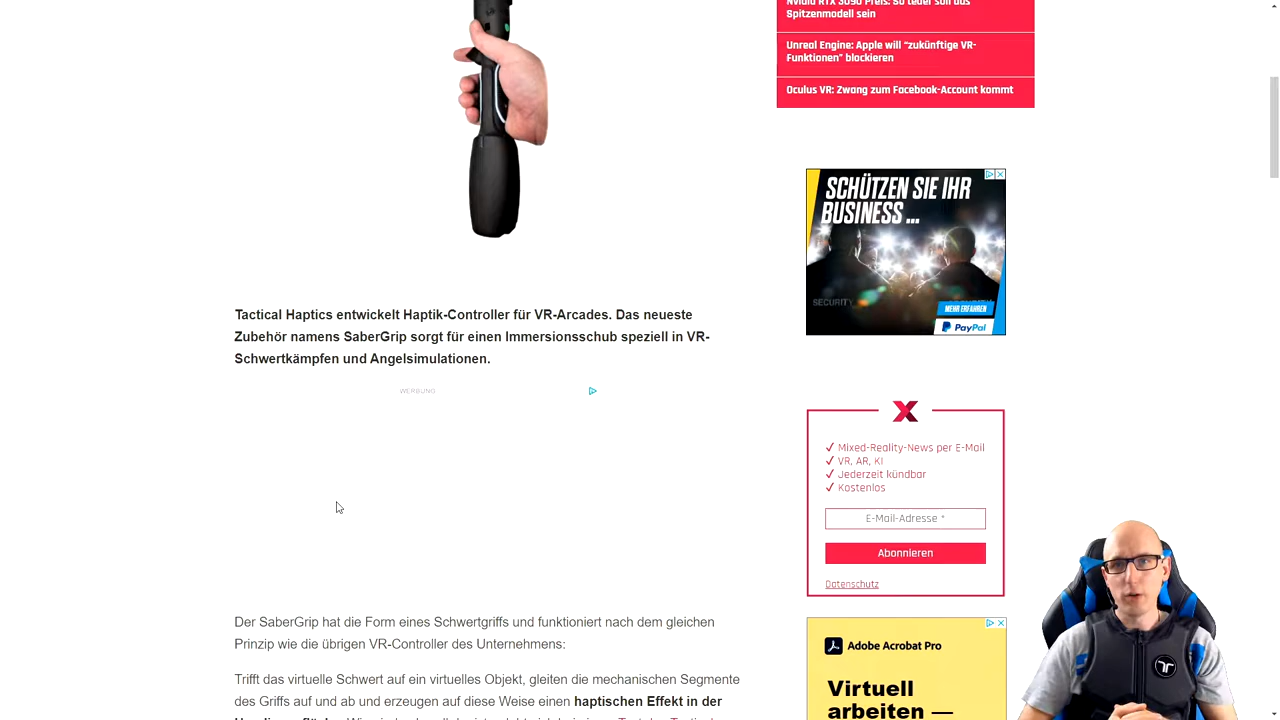 Nvidia RTX 3090 Preis: So teuer soll das
Spitzenmodell sein
Unreal Engine: Apple will “zukünftige VR-
Funktionen” blockieren
Oculus VR: Zwang zum Facebook-Account kommt
SCHÜTZEN SIE IHR
BUSINESS ...
SECURITY
MEHR ERFAHREN
PayPal
Tactical Haptics entwickelt Haptik-Controller für VR-Arcades. Das neueste
Zubehör namens SaberGrip sorgt für einen Immersionsschub speziell in VR-
Schwertkämpfen und Angelsimulationen.
WERBUNG
X
✓ Mixed-Reality-News per E-Mail
✓ VR, AR, KI
✓ Jederzeit kündbar
✓ Kostenlos
E-Mail-Adresse *
Abonnieren
Datenschutz
Der SaberGrip hat die Form eines Schwertgriffs und funktioniert nach dem gleichen
Prinzip wie die übrigen VR-Controller des Unternehmens:
Trifft das virtuelle Schwert auf ein virtuelles Objekt, gleiten die mechanischen Segmente
des Griffs auf und ab und erzeugen auf diese Weise einen haptischen Effekt in der
Adobe Acrobat Pro
Virtuell
arbeiten —